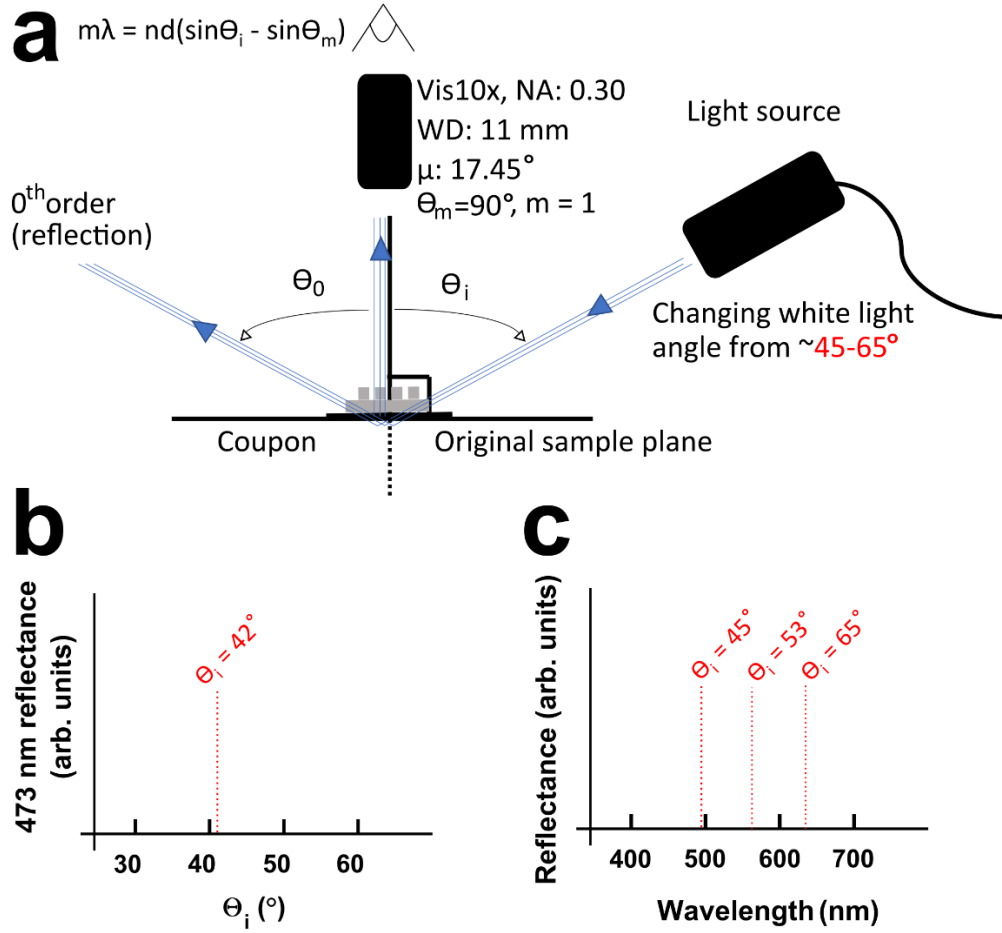 a
mλ = nd(sinΘᵢ - sinΘₘ)
Vis10x, NA: 0.30
WD: 11 mm
μ: 17.45°
Θₘ=90°, m = 1
Light source
0ᵗʰ order
(reflection)
Θ₀
Θᵢ
Changing white light
angle from ~45-65°
Coupon
Original sample plane
b
473 nm reflectance
(arb. units)
Θᵢ = 42°
30 40 50 60
Θᵢ (°)
c
Reflectance (arb. units)
Θᵢ = 45°
Θᵢ = 53°
Θᵢ = 65°
400 500 600 700
Wavelength (nm)